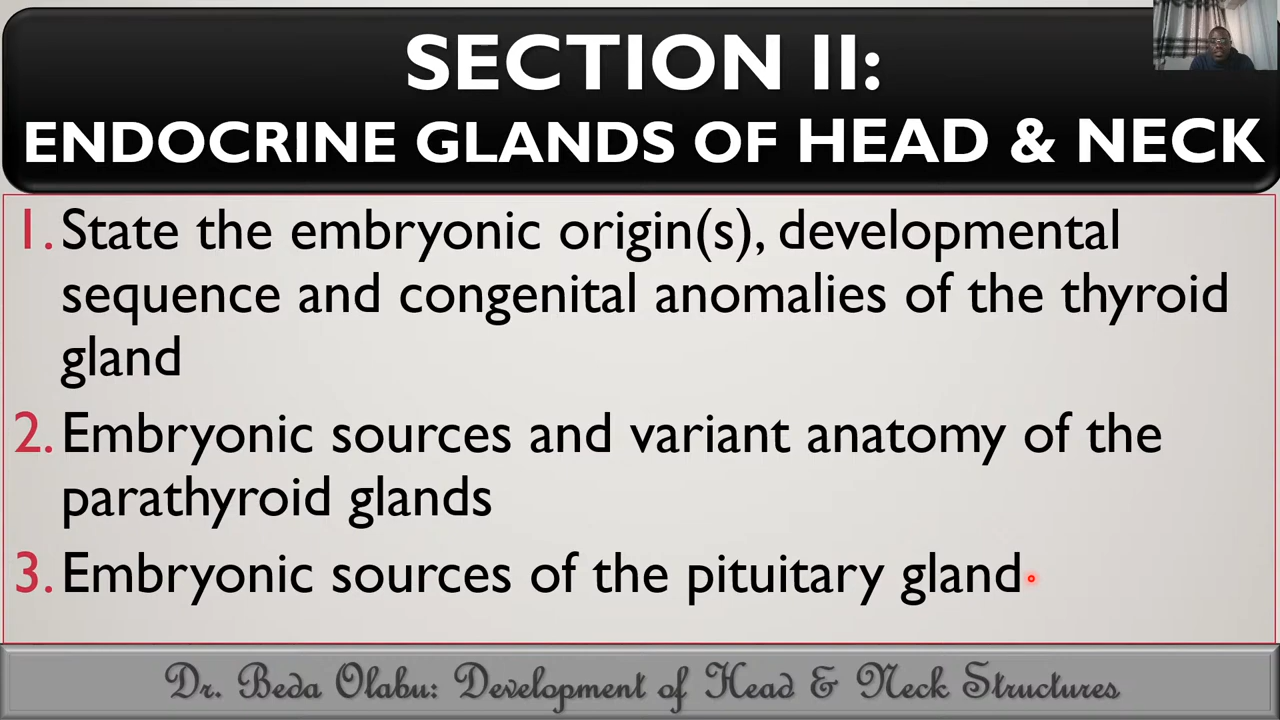 SECTION II:
ENDOCRINE GLANDS OF HEAD & NECK
1. State the embryonic origin(s), developmental
sequence and congenital anomalies of the thyroid
gland
2. Embryonic sources and variant anatomy of the
parathyroid glands
3. Embryonic sources of the pituitary gland
Dr. Beda Olabu: Development of Head & Neck Structures